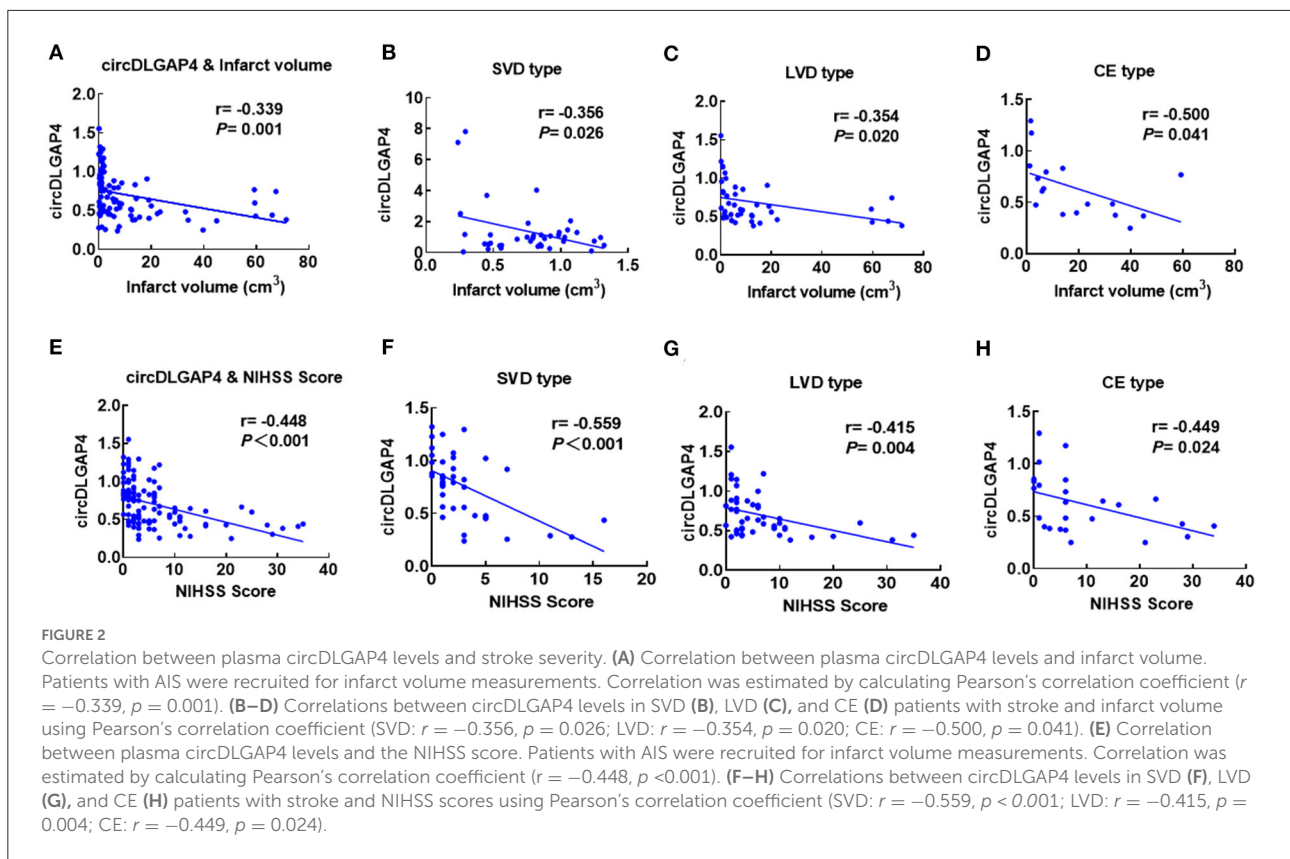 A
circDLGAP4 & Infarct volume
r= -0.339
P= 0.001
circDLGAP4
2.0
1.5
1.0
0.5
0.0
0 20 40 60 80
Infarct volume (cm3)
B
SVD type
r= -0.356
P= 0.026
circDLGAP4
10
8
6
4
2
0
0.0 0.5 1.0 1.5
Infarct volume (cm3)
C
LVD type
r= -0.354
P= 0.020
circDLGAP4
2.0
1.5
1.0
0.5
0.0
0 20 40 60 80
Infarct volume (cm3)
D
CE type
r= -0.500
P= 0.041
circDLGAP4
1.5
1.0
0.5
0.0
0 20 40 60 80
Infarct volume (cm3)
E
circDLGAP4 & NIHSS Score
r= -0.448
P<0.001
circDLGAP4
2.0
1.5
1.0
0.5
0.0
0 10 20 30 40
NIHSS Score
F
SVD type
r= -0.559
P<0.001
circDLGAP4
1.5
1.0
0.5
0.0
0 5 10 15 20
NIHSS Score
G
LVD type
r= -0.415
P= 0.004
circDLGAP4
2.0
1.5
1.0
0.5
0.0
0 10 20 30 40
NIHSS Score
H
CE type
r= -0.449
P= 0.024
circDLGAP4
1.5
1.0
0.5
0.0
0 20 40
NIHSS Score
FIGURE 2
Correlation between plasma circDLGAP4 levels and stroke severity. (A) Correlation between plasma circDLGAP4 levels and infarct volume.
Patients with AIS were recruited for infarct volume measurements. Correlation was estimated by calculating Pearson's correlation coefficient (r
= −0.339, p = 0.001). (B–D) Correlations between circDLGAP4 levels in SVD (B), LVD (C), and CE (D) patients with stroke and infarct volume
using Pearson's correlation coefficient (SVD: r = −0.356, p = 0.026; LVD: r = −0.354, p = 0.020; CE: r = −0.500, p = 0.041). (E) Correlation
between plasma circDLGAP4 levels and the NIHSS score. Patients with AIS were recruited for infarct volume measurements. Correlation was
estimated by calculating Pearson's correlation coefficient (r = −0.448, p <0.001). (F–H) Correlations between circDLGAP4 levels in SVD (F), LVD
(G), and CE (H) patients with stroke and NIHSS scores using Pearson's correlation coefficient (SVD: r = −0.559, p < 0.001; LVD: r = −0.415, p =
0.004; CE: r = −0.449, p = 0.024).